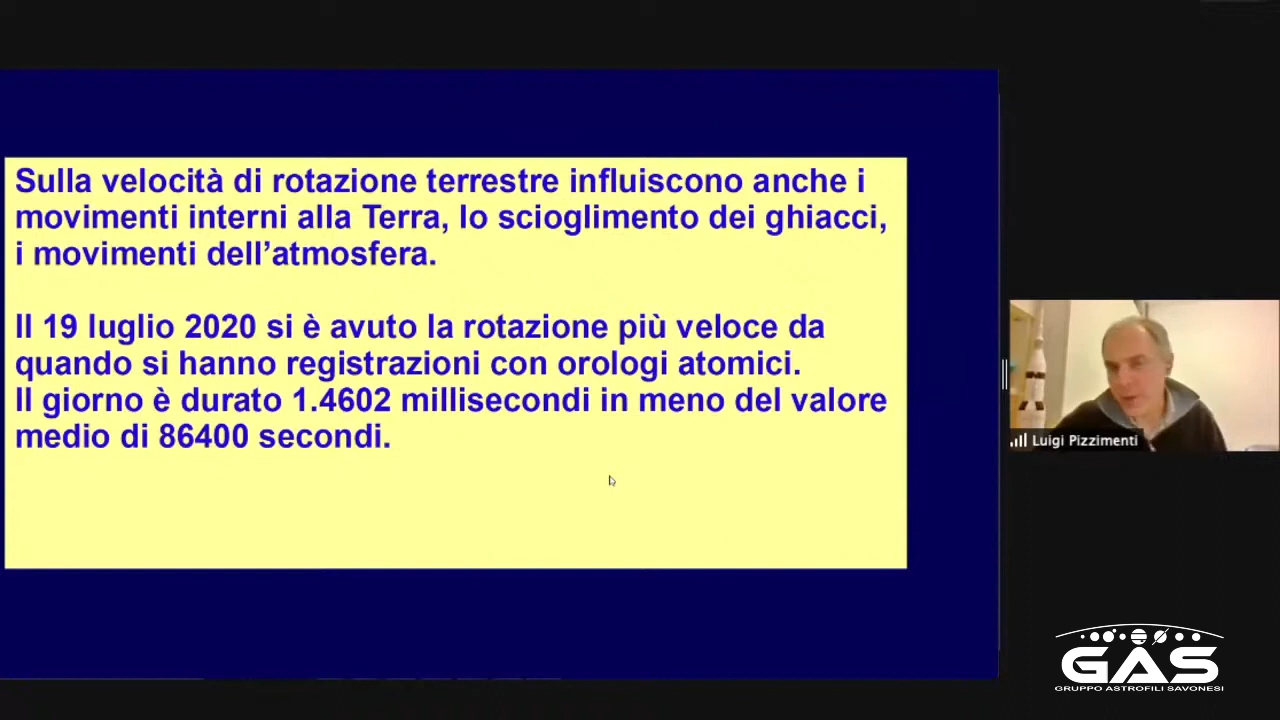 Sulla velocità di rotazione terrestre influiscono anche i
movimenti interni alla Terra, lo scioglimento dei ghiacci,
i movimenti dell’atmosfera.
Il 19 luglio 2020 si è avuto la rotazione più veloce da
quando si hanno registrazioni con orologi atomici.
Il giorno è durato 1.4602 millisecondi in meno del valore
medio di 86400 secondi.
Luigi Pizzimenti
GAS
GRUPPO ASTROFILI SAVONESI